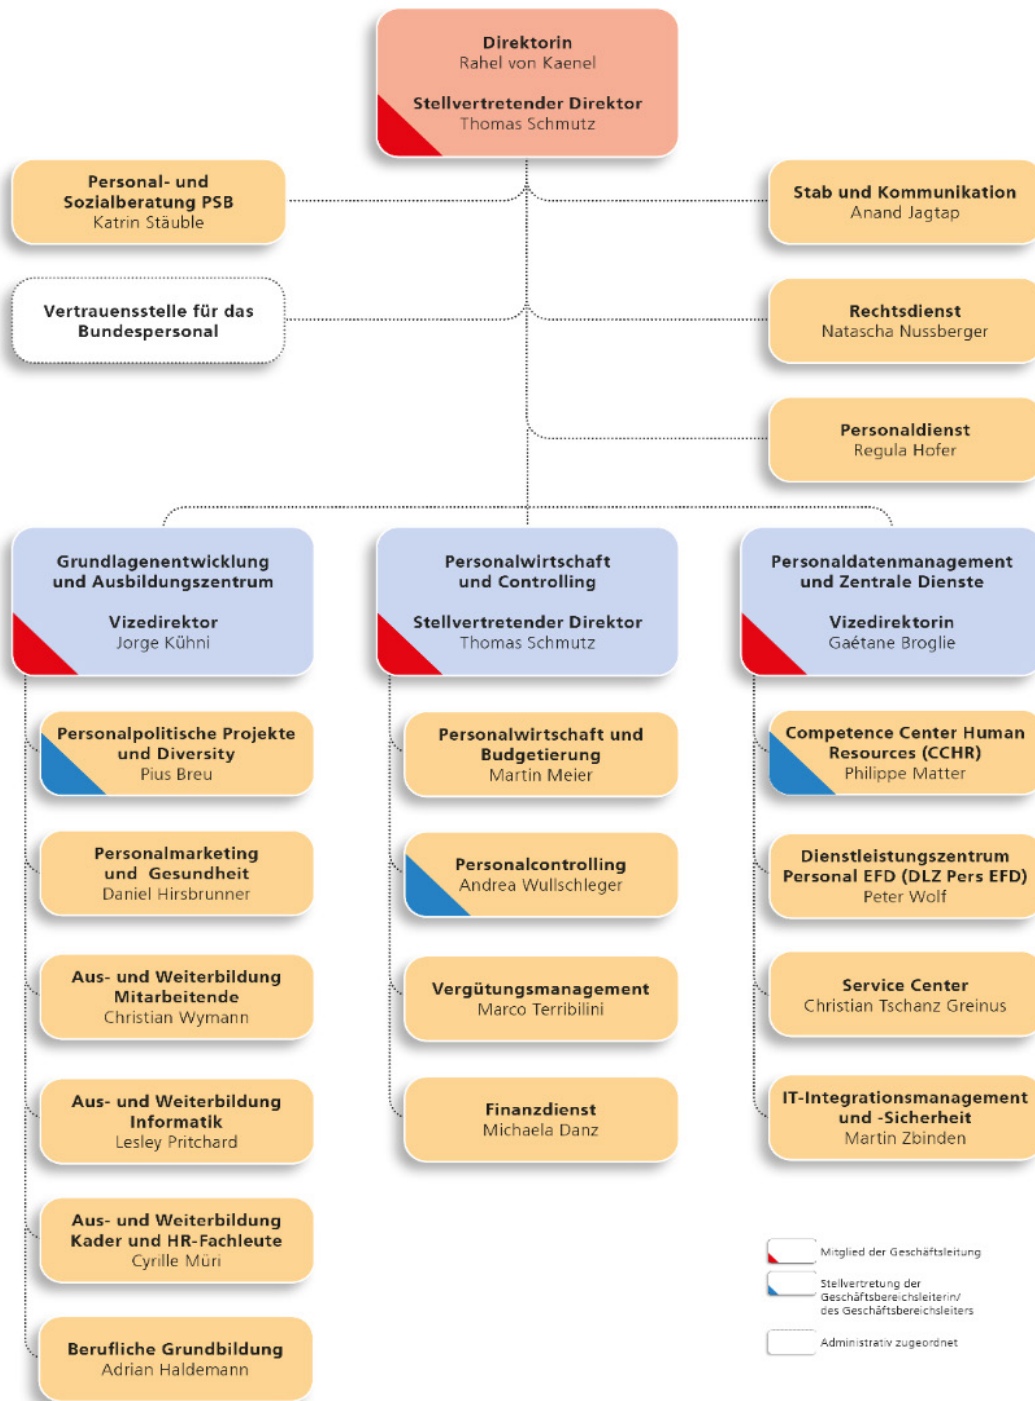 Direktorin
Rahel von Kaenel
Stellvertretender Direktor
Thomas Schmutz
Personal- und
Sozialberatung PSB
Katrin Stäuble
Stab und Kommunikation
Anand Jagtap
Vertrauensstelle für das
Bundespersonal
Rechtsdienst
Natascha Nussberger
Personaldienst
Regula Hofer
Grundlagenentwicklung
und Ausbildungszentrum
Vizedirektor
Jorge Kühni
Personalpolitische Projekte
und Diversity
Pius Breu
Personalmarketing
und Gesundheit
Daniel Hirsbrunner
Aus- und Weiterbildung
Mitarbeitende
Christian Wymann
Aus- und Weiterbildung
Informatik
Lesley Pritchard
Aus- und Weiterbildung
Kader und HR-Fachleute
Cyrille Müri
Berufliche Grundbildung
Adrian Haldemann
Personalwirtschaft
und Controlling
Stellvertretender Direktor
Thomas Schmutz
Personalwirtschaft und
Budgetierung
Martin Meier
Personalcontrolling
Andrea Wullschleger
Vergütungsmanagement
Marco Terribilini
Finanzdienst
Michaela Danz
Personaldatenmanagement
und Zentrale Dienste
Vizedirektorin
Gaétane Broglie
Competence Center Human
Resources (CCHR)
Philippe Matter
Dienstleistungszentrum
Personal EFD (DLZ Pers EFD)
Peter Wolf
Service Center
Christian Tschanz Greinus
IT-Integrationsmanagement
und -Sicherheit
Martin Zbinden
Mitglied der Geschäftsleitung
Stellvertretung der
Geschäftsbereichsleiterin/
des Geschäftsbereichsleiters
Administrativ zugeordnet